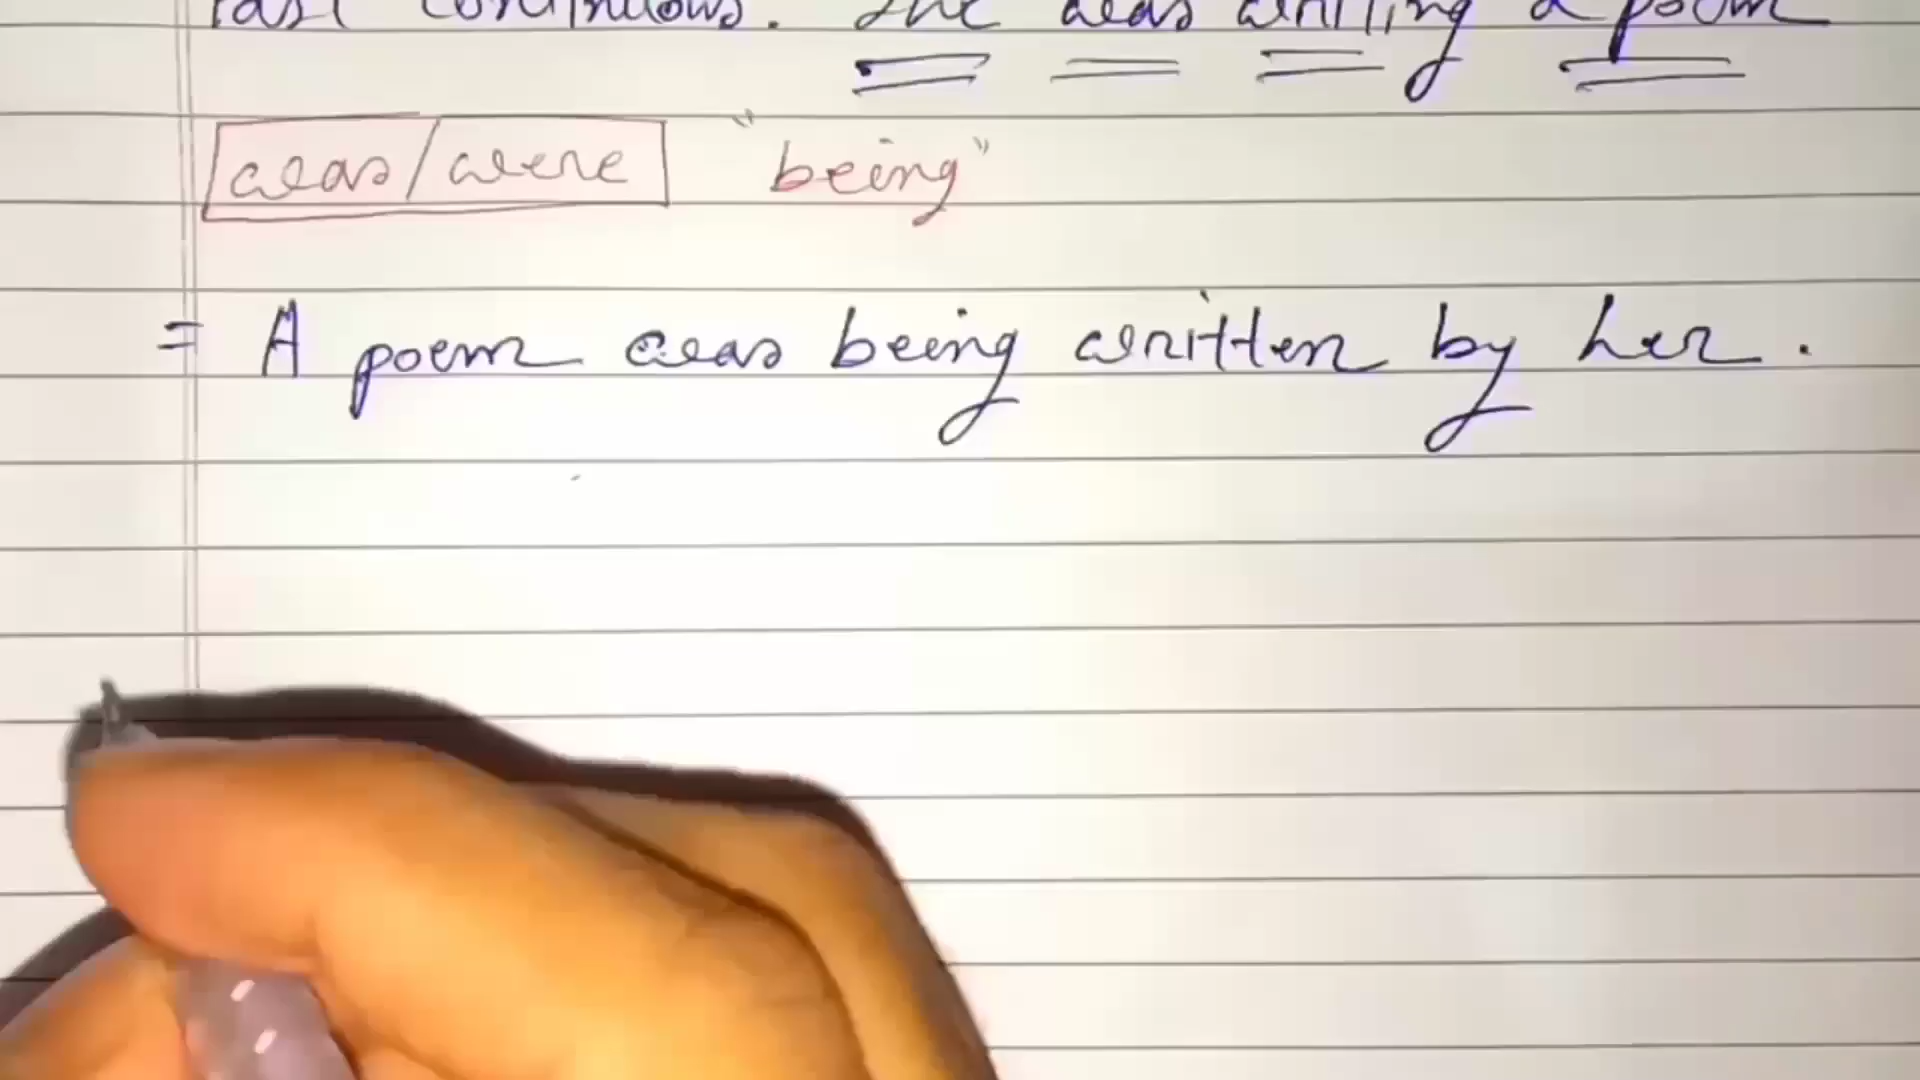 Past continuous. She was writing a poem
was/were "being"
= A poem was being written by her.